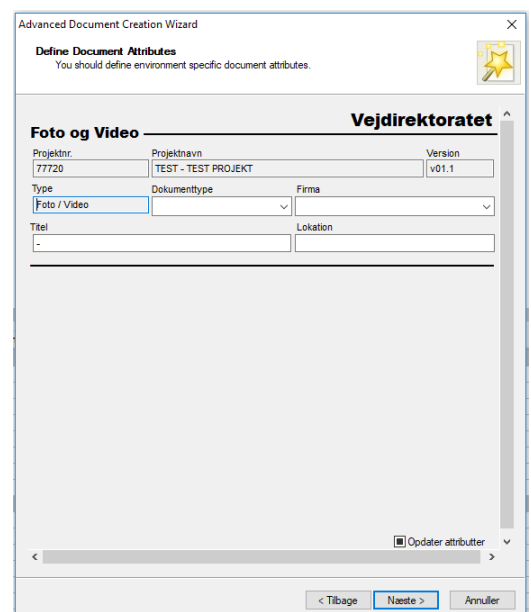 Advanced Document Creation Wizard
Define Document Attributes
You should define environment specific document attributes.
Vejdirektoratet
Foto og Video
Projektnr. Projektnavn Version
77720 TEST - TEST PROJEKT v01.1
Type Dokumenttype Firma
Foto / Video
Titel Lokation
-
Opdater attributter
< Tilbage Næste > Annuller